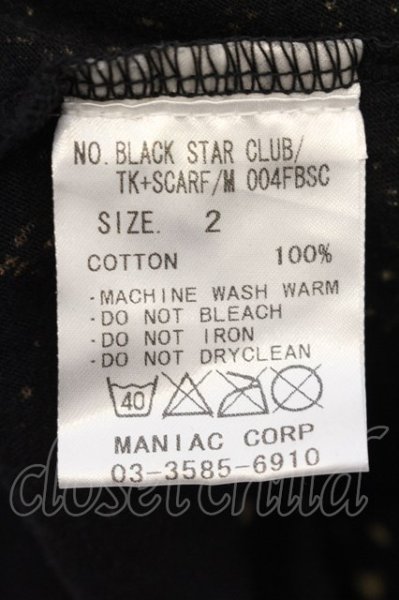 NO. BLACK STAR CLUB/
TK+SCARF/M 004FBSC
SIZE. 2
COTTON 100%
·MACHINE WASH WARM
·DO NOT BLEACH
·DO NOT IRON
·DO NOT DRYCLEAN
40
MANIAC CORP
03-3585-6910
closet child